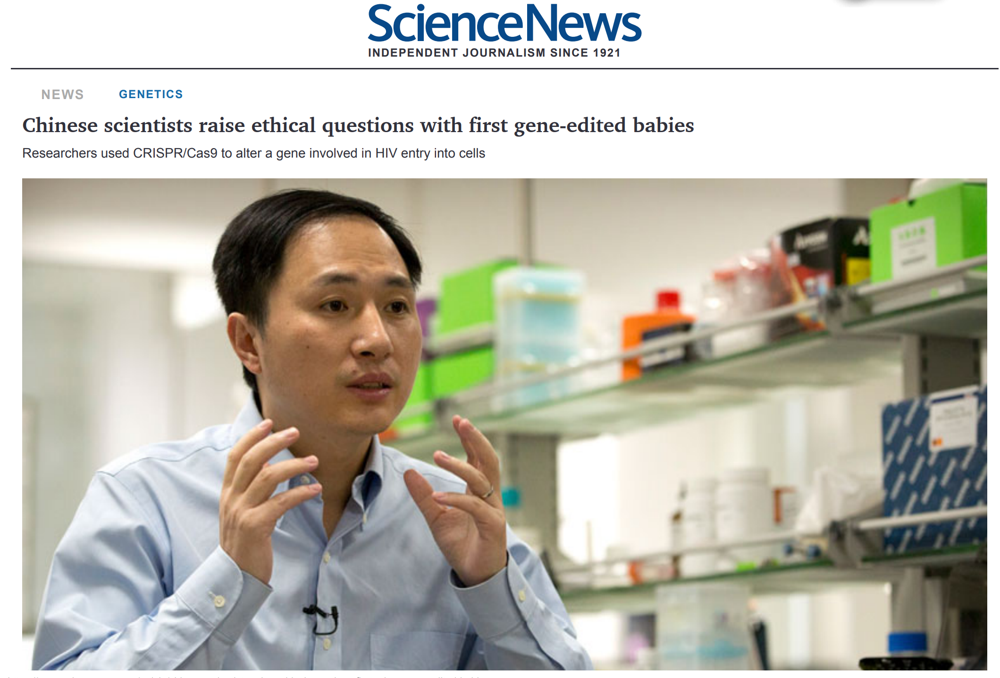 ScienceNews
INDEPENDENT JOURNALISM SINCE 1921
NEWS GENETICS
Chinese scientists raise ethical questions with first gene-edited babies
Researchers used CRISPR/Cas9 to alter a gene involved in HIV entry into cells